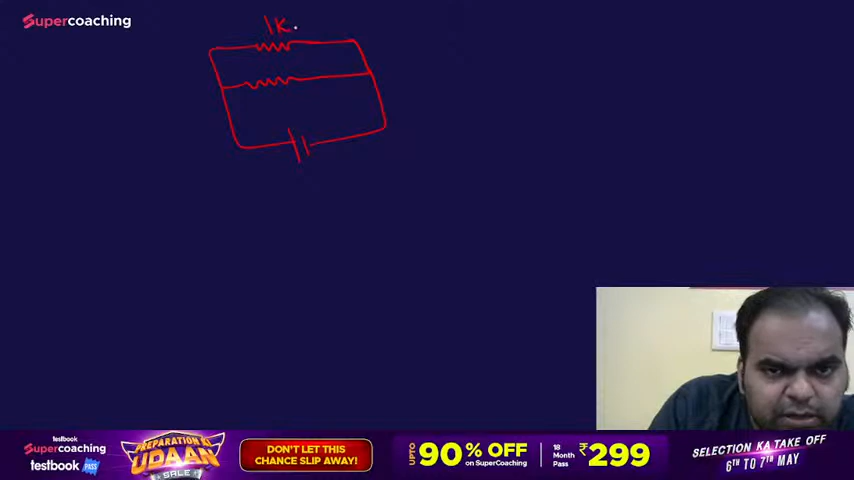 Supercoaching
1K
testbook
Supercoaching
testbook PASS
PREPARATION KI
UDAAN
SALE
DON'T LET THIS
CHANCE SLIP AWAY!
UPTO 90% OFF
on SuperCoaching
18
Month
Pass
₹299
SELECTION KA TAKE OFF
6TH TO 7TH MAY